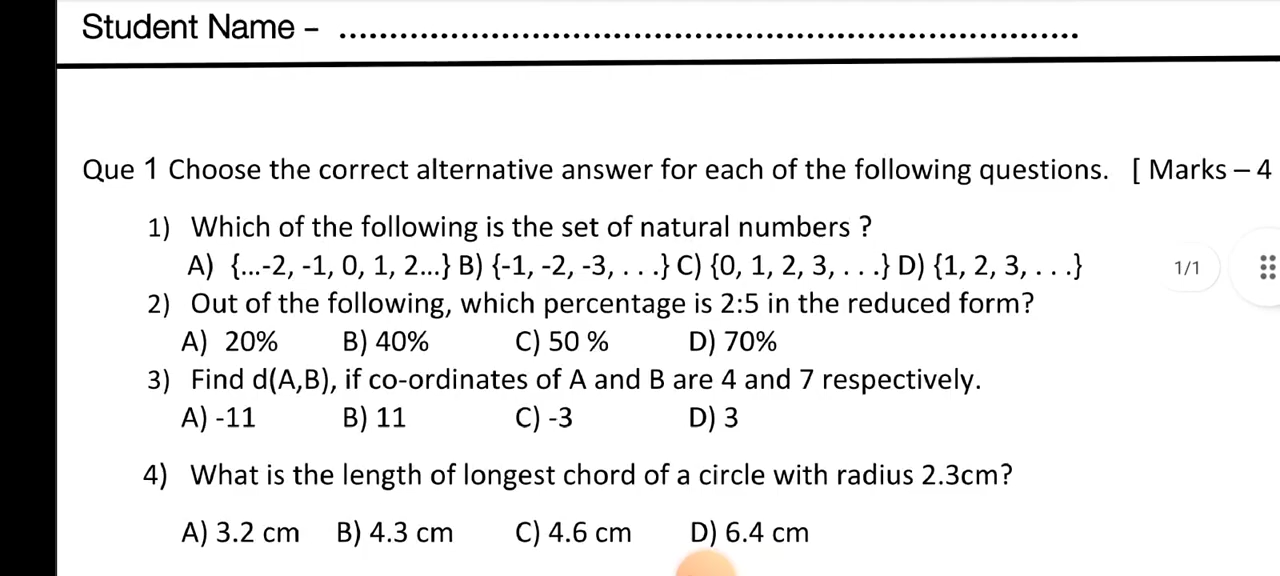 Student Name - ........................................................................
Que 1 Choose the correct alternative answer for each of the following questions. [ Marks – 4
1) Which of the following is the set of natural numbers ?
A) {...-2, -1, 0, 1, 2...} B) {-1, -2, -3, . . .} C) {0, 1, 2, 3, . . .} D) {1, 2, 3, . . .}
1/1
2) Out of the following, which percentage is 2:5 in the reduced form?
A) 20% B) 40% C) 50 % D) 70%
3) Find d(A,B), if co-ordinates of A and B are 4 and 7 respectively.
A) -11 B) 11 C) -3 D) 3
4) What is the length of longest chord of a circle with radius 2.3cm?
A) 3.2 cm B) 4.3 cm C) 4.6 cm D) 6.4 cm